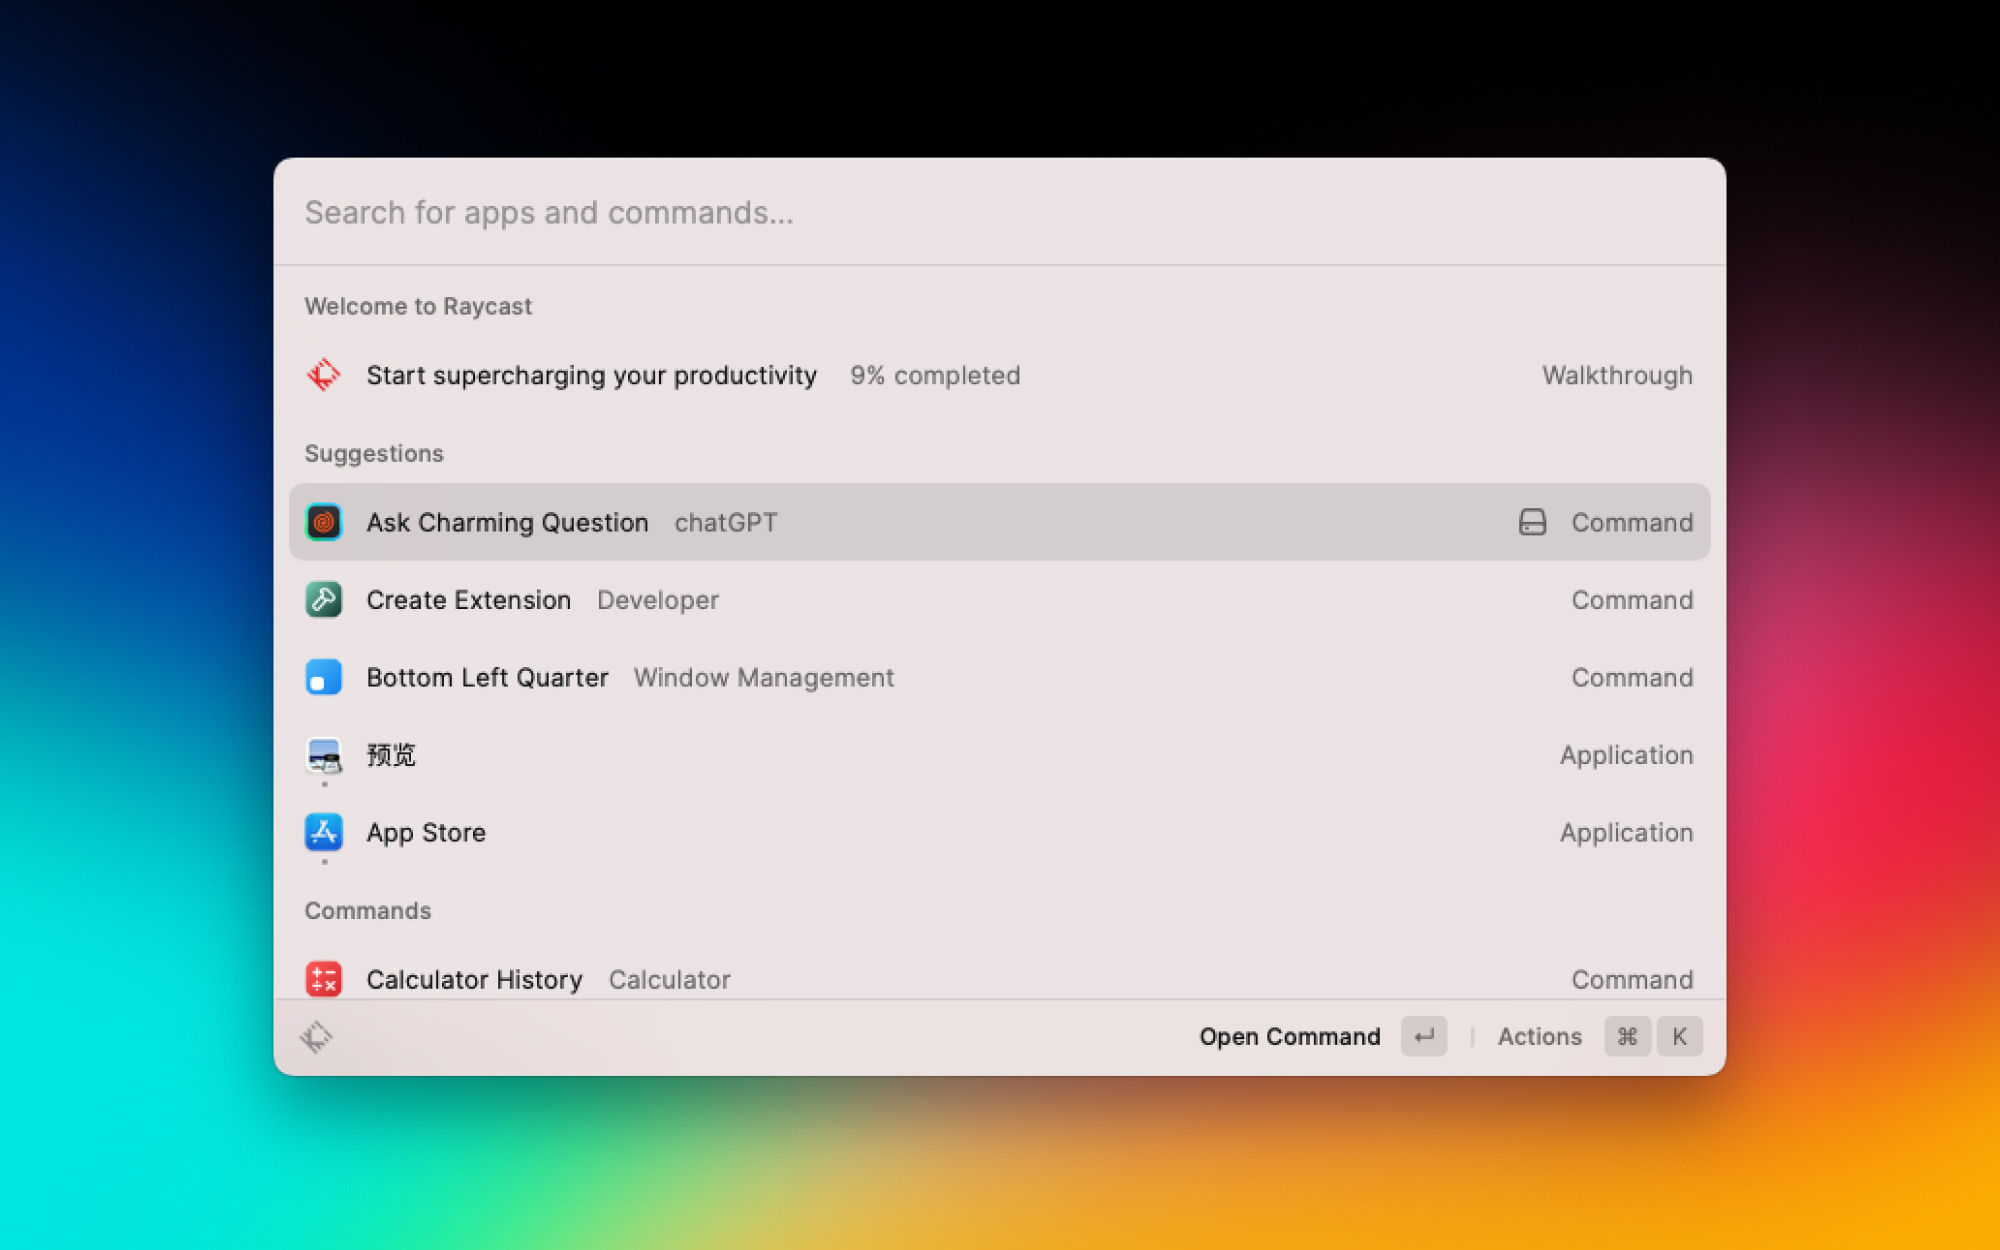 Search for apps and commands...
Welcome to Raycast
Start supercharging your productivity 9% completed Walkthrough
Suggestions
Ask Charming Question chatGPT Command
Create Extension Developer Command
Bottom Left Quarter Window Management Command
预览 Application
App Store Application
Commands
Calculator History Calculator Command
Open Command ↵ | Actions ⌘ K